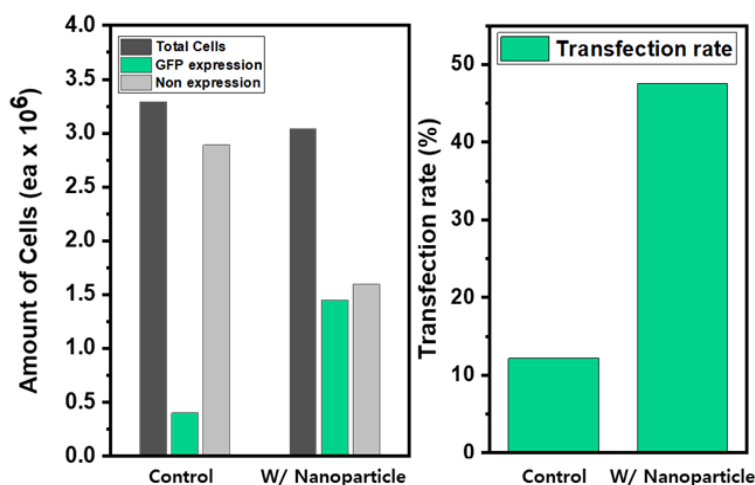 Amount of Cells (ea x 10^6)
4.0
3.5
3.0
2.5
2.0
1.5
1.0
0.5
0.0
Total Cells
GFP expression
Non expression
Control
W/ Nanoparticle
Transfection rate (%)
50
40
30
20
10
0
Transfection rate
Control
W/ Nanoparticle